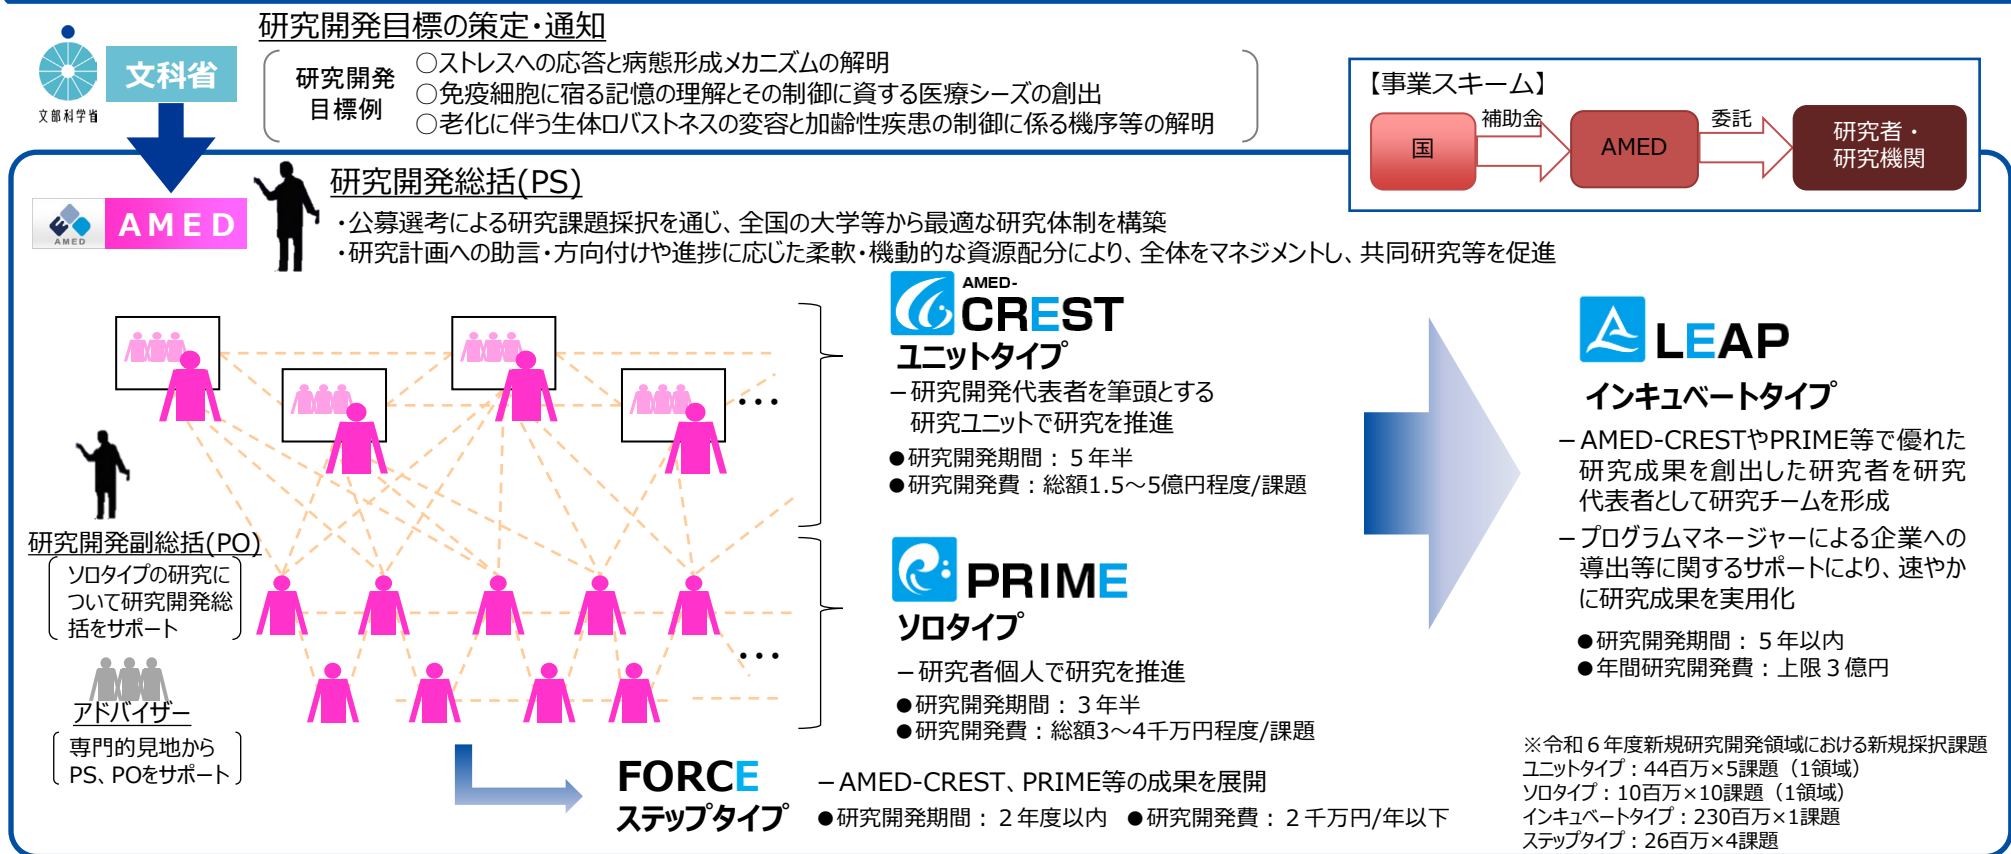 研究開発目標の策定・通知
文部科学省
文科省
研究開発
目標例
○ストレスへの応答と病態形成メカニズムの解明
○免疫細胞に宿る記憶の理解とその制御に資する医療シーズの創出
○老化に伴う生体ロバストネスの変容と加齢性疾患の制御に係る機序等の解明
【事業スキーム】
国
補助金
AMED
委託
研究者・
研究機関
AMED
AMED
研究開発総括(PS)
・公募選考による研究課題採択を通じ、全国の大学等から最適な研究体制を構築
・研究計画への助言・方向付けや進捗に応じた柔軟・機動的な資源配分により、全体をマネジメントし、共同研究等を促進
…
研究開発副総括(PO)
ソロタイプの研究に
ついて研究開発総
括をサポート
アドバイザー
専門的見地から
PS、POをサポート
…
AMED-
CREST
ユニットタイプ
－研究開発代表者を筆頭とする
研究ユニットで研究を推進
●研究開発期間：５年半
●研究開発費：総額1.5～5億円程度/課題
PRIME
ソロタイプ
－研究者個人で研究を推進
●研究開発期間：３年半
●研究開発費：総額3～4千万円程度/課題
FORCE
ステップタイプ
－AMED-CREST、PRIME等の成果を展開
●研究開発期間：２年度以内 ●研究開発費：２千万円/年以下
LEAP
インキュベートタイプ
－AMED-CRESTやPRIME等で優れた
研究成果を創出した研究者を研究
代表者として研究チームを形成
－プログラムマネージャーによる企業への
導出等に関するサポートにより、速やか
に研究成果を実用化
●研究開発期間：５年以内
●年間研究開発費：上限３億円
※令和６年度新規研究開発領域における新規採択課題
ユニットタイプ：44百万×5課題（1領域）
ソロタイプ：10百万×10課題（1領域）
インキュベートタイプ：230百万×1課題
ステップタイプ：26百万×4課題